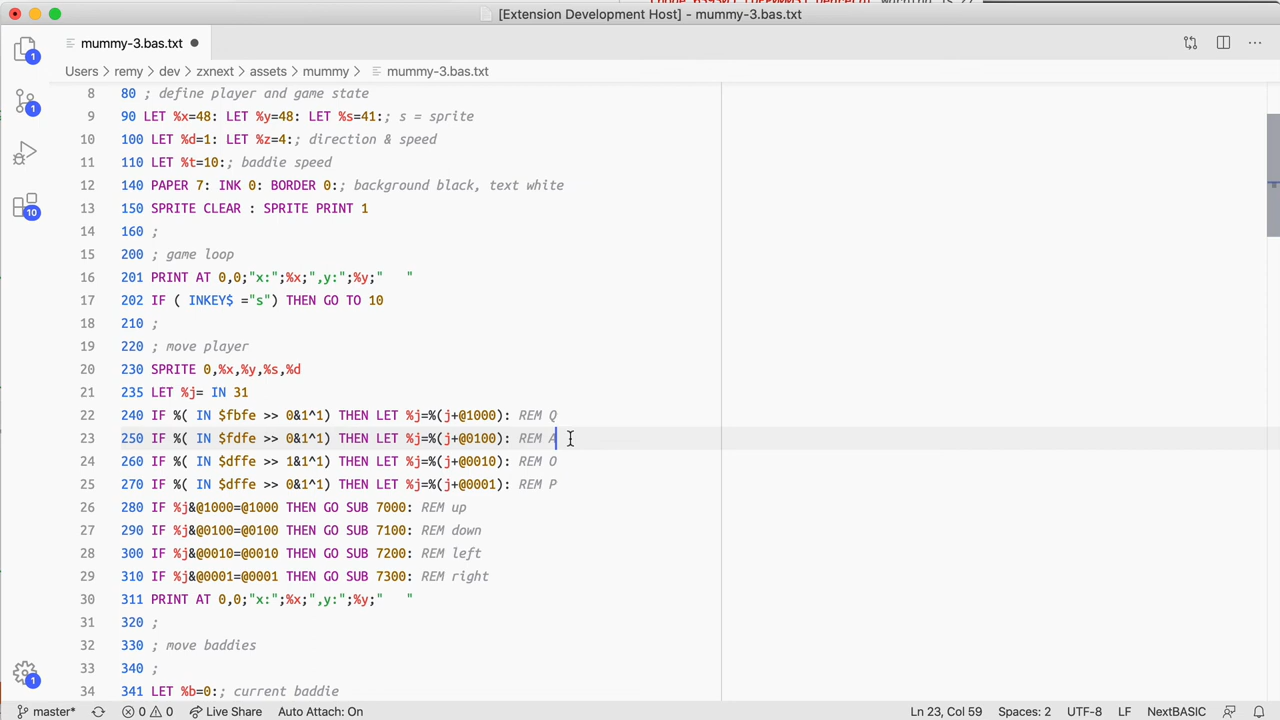 [Extension Development Host] - mummy-3.bas.txt
mummy-3.bas.txt
Users > remy > dev > zxnext > assets > mummy > mummy-3.bas.txt
8 80 ; define player and game state
9 90 LET %x=48: LET %y=48: LET %s=41:; s = sprite
10 100 LET %d=1: LET %z=4:; direction & speed
11 110 LET %t=10:; baddie speed
12 140 PAPER 7: INK 0: BORDER 0:; background black, text white
13 150 SPRITE CLEAR : SPRITE PRINT 1
14 160 ;
15 200 ; game loop
16 201 PRINT AT 0,0;"x:";%x;",y:";%y;"   "
17 202 IF ( INKEY$ ="s") THEN GO TO 10
18 210 ;
19 220 ; move player
20 230 SPRITE 0,%x,%y,%s,%d
21 235 LET %j= IN 31
22 240 IF %( IN $fbfe >> 0&1^1) THEN LET %j=%(j+@1000): REM Q
23 250 IF %( IN $fdfe >> 0&1^1) THEN LET %j=%(j+@0100): REM A
24 260 IF %( IN $dffe >> 1&1^1) THEN LET %j=%(j+@0010): REM O
25 270 IF %( IN $dffe >> 0&1^1) THEN LET %j=%(j+@0001): REM P
26 280 IF %j&@1000=@1000 THEN GO SUB 7000: REM up
27 290 IF %j&@0100=@0100 THEN GO SUB 7100: REM down
28 300 IF %j&@0010=@0010 THEN GO SUB 7200: REM left
29 310 IF %j&@0001=@0001 THEN GO SUB 7300: REM right
30 311 PRINT AT 0,0;"x:";%x;",y:";%y;"   "
31 320 ;
32 330 ; move baddies
33 340 ;
34 341 LET %b=0:; current baddie
1
1
10
1
master* 0 0 Live Share Auto Attach: On Ln 23, Col 59 Spaces: 2 UTF-8 LF NextBASIC